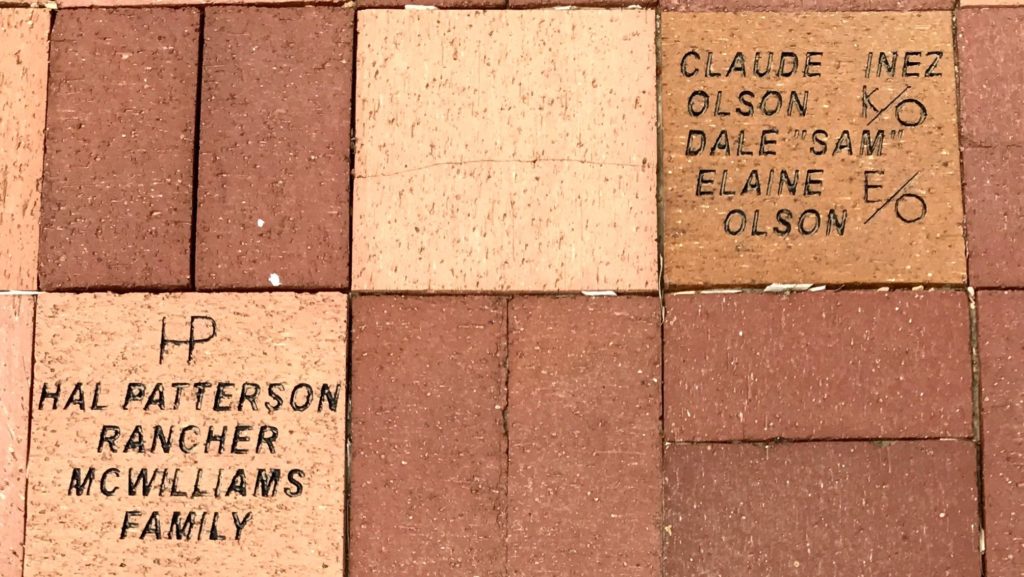 CLAUDE INEZ
OLSON K/O
DALE "SAM"
ELAINE E/O
OLSON
HP
HAL PATTERSON
RANCHER
MCWILLIAMS
FAMILY